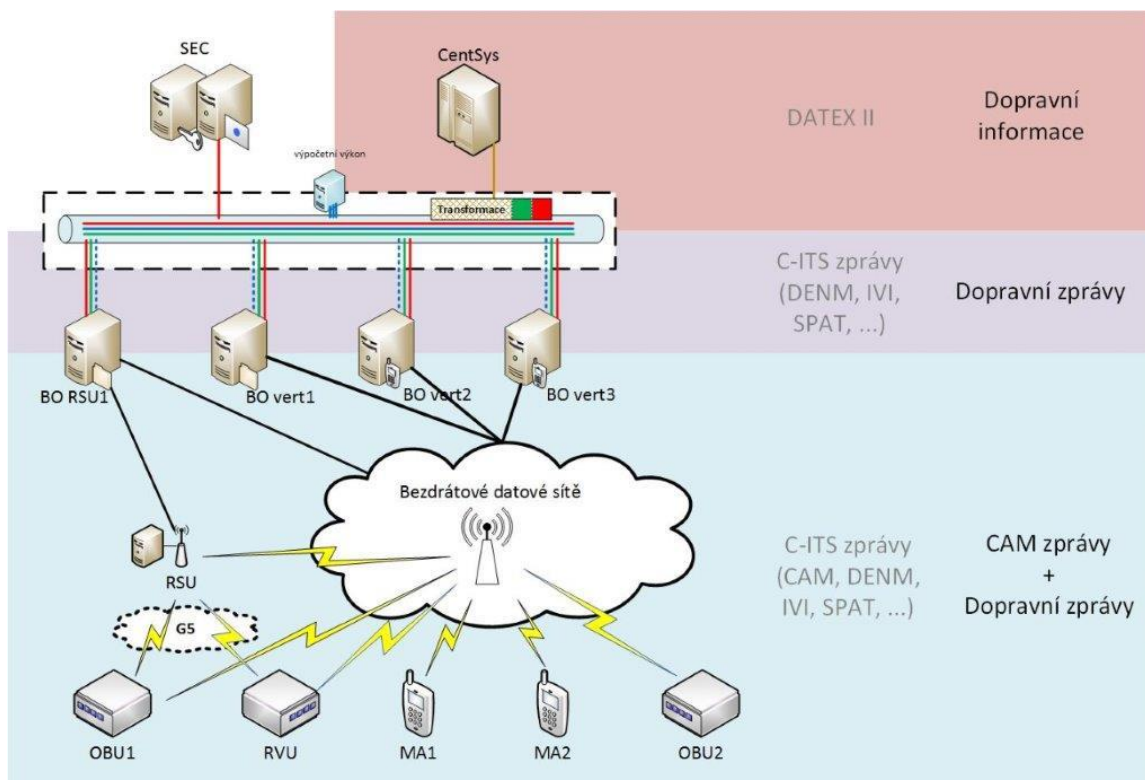 SEC
CentSys
DATEX II
Dopravní
informace
výpočetní výkon
Transformace
C-ITS zprávy
(DENM, IVI,
SPAT, ...)
Dopravní zprávy
BO RSU1
BO vert1
BO vert2
BO vert3
Bezdrátové datové sítě
RSU
G5
C-ITS zprávy
(CAM, DENM,
IVI, SPAT, ...)
CAM zprávy
+
Dopravní zprávy
OBU1
RVU
MA1
MA2
OBU2